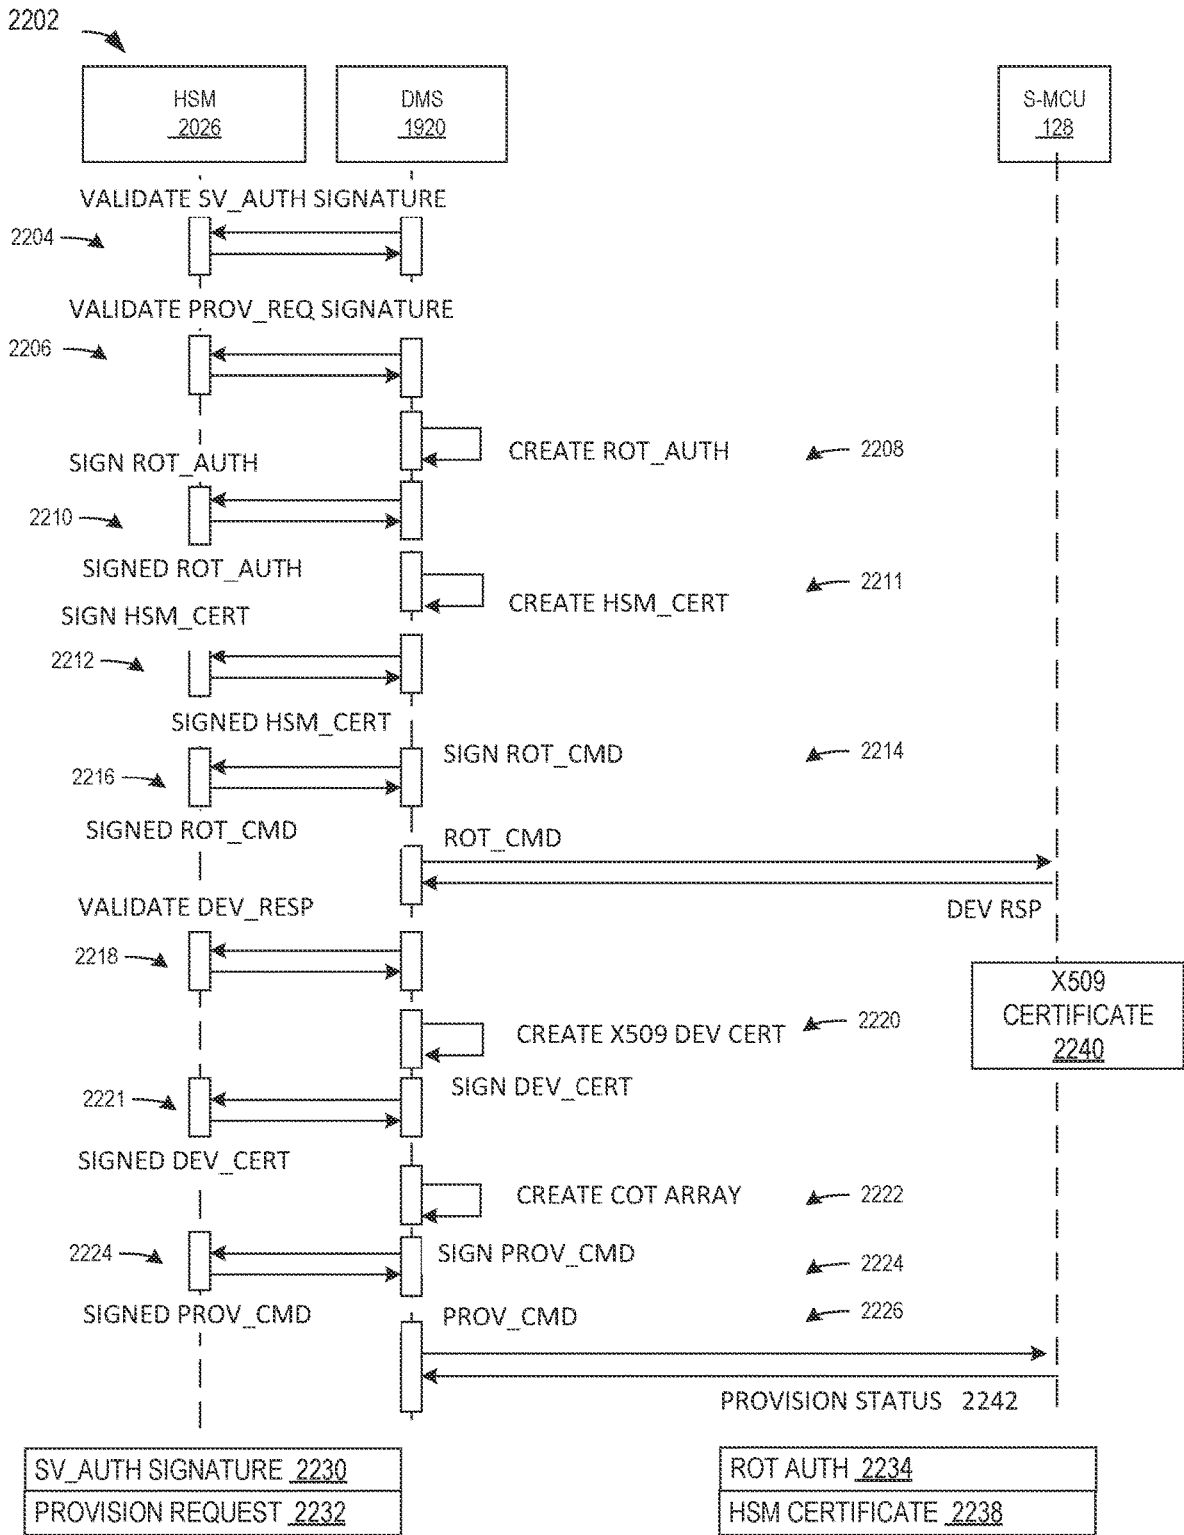 2202
HSM
2026
DMS
1920
S-MCU
128
VALIDATE SV_AUTH SIGNATURE
2204
VALIDATE PROV_REQ SIGNATURE
2206
CREATE ROT_AUTH
2208
SIGN ROT_AUTH
2210
SIGNED ROT_AUTH
2211
CREATE HSM_CERT
SIGN HSM_CERT
2212
SIGNED HSM_CERT
SIGN ROT_CMD
2214
2216
SIGNED ROT_CMD
ROT_CMD
VALIDATE DEV_RESP
DEV RSP
2218
X509
CERTIFICATE
2240
CREATE X509 DEV CERT
2220
SIGN DEV_CERT
2221
SIGNED DEV_CERT
CREATE COT ARRAY
2222
2224
SIGN PROV_CMD
2224
SIGNED PROV_CMD
PROV_CMD
2226
PROVISION STATUS 2242
SV_AUTH SIGNATURE 2230
PROVISION REQUEST 2232
ROT AUTH 2234
HSM CERTIFICATE 2238